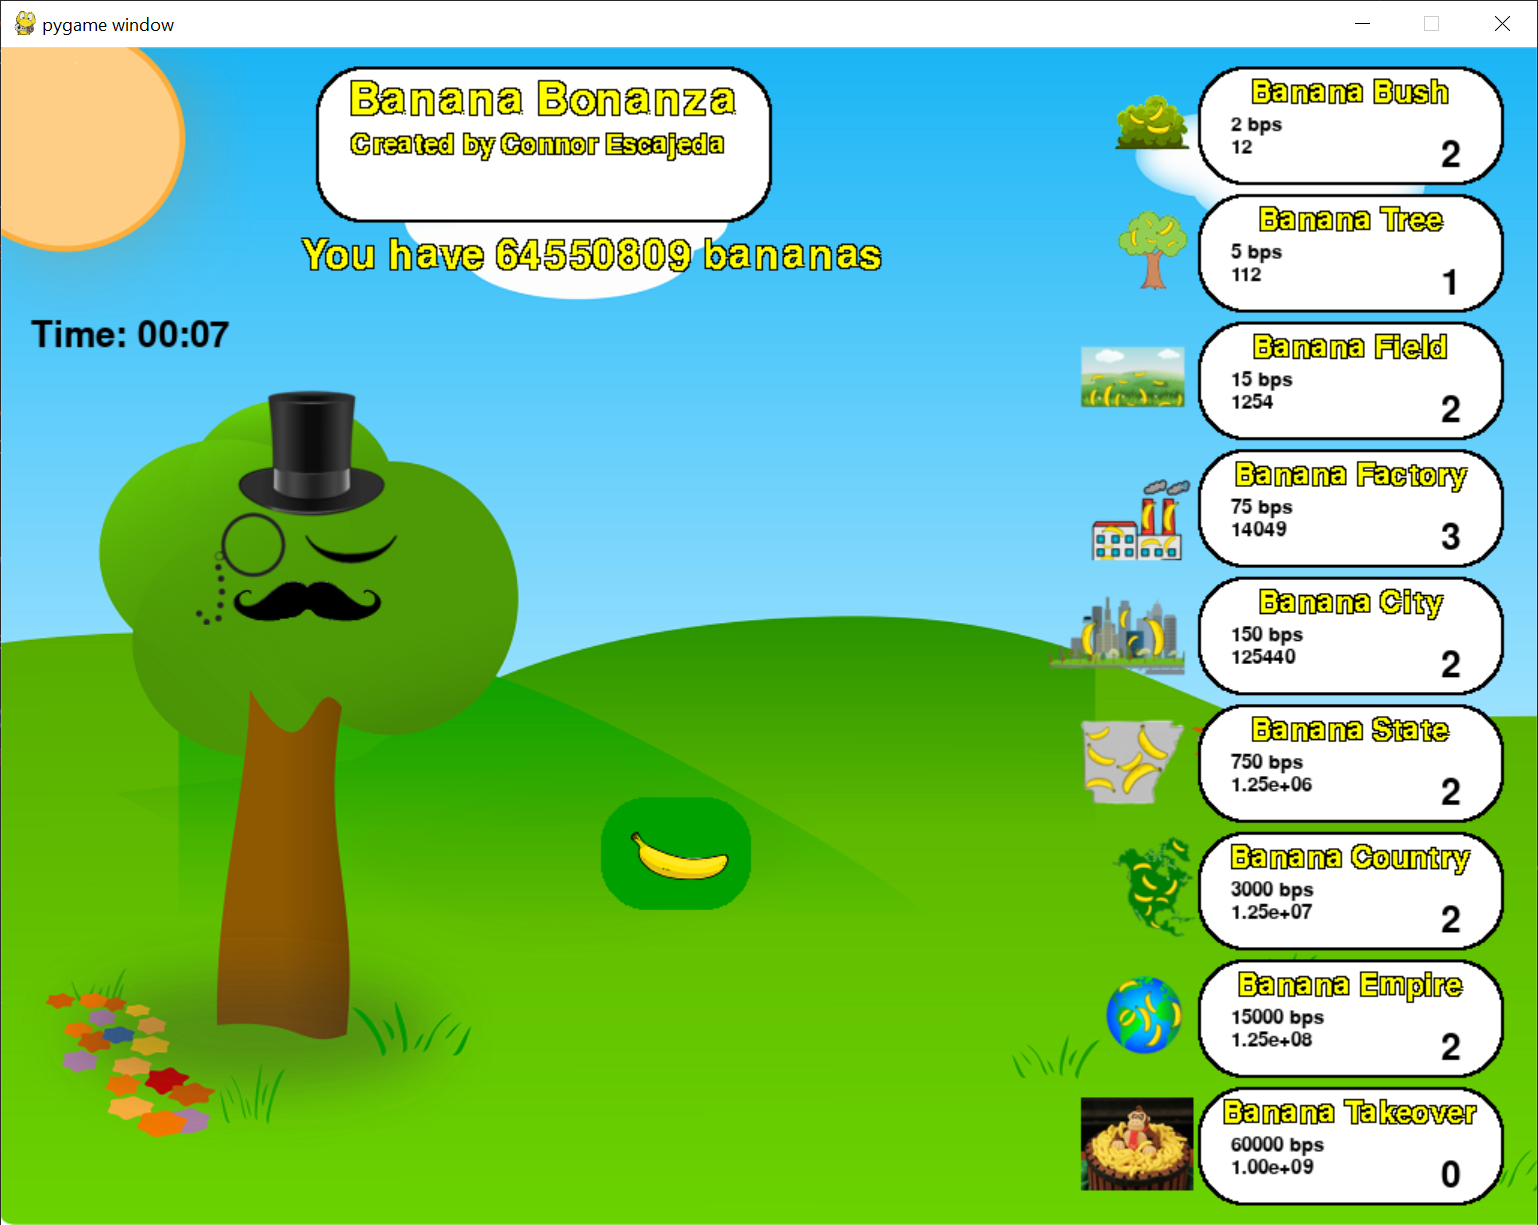 pygame window
Banana Bonanza
Created by Connor Escajeda
You have 64550809 bananas
Time: 00:07
Banana Bush
2 bps
12
2
Banana Tree
5 bps
112
1
Banana Field
15 bps
1254
2
Banana Factory
75 bps
14049
3
Banana City
150 bps
125440
2
Banana State
750 bps
1.25e+06
2
Banana Country
3000 bps
1.25e+07
2
Banana Empire
15000 bps
1.25e+08
2
Banana Takeover
60000 bps
1.00e+09
0